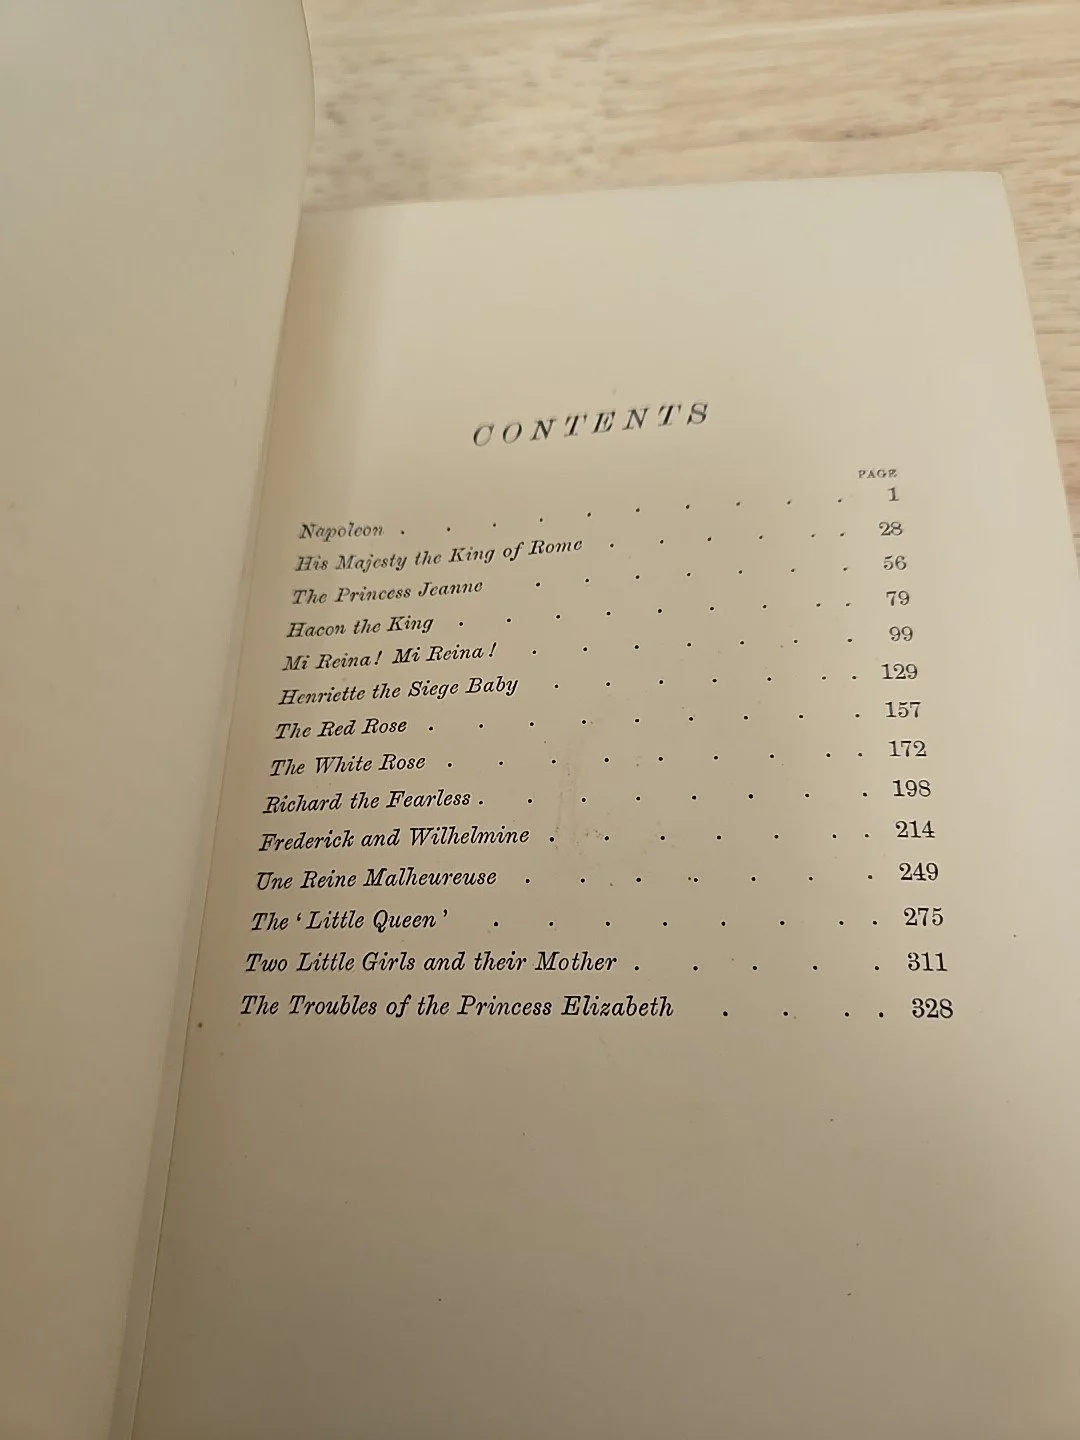 CONTENTS
PAGE
Napoleon . . . . . . . . . . 1
His Majesty the King of Rome . . . . . . 28
The Princess Jeanne . . . . . . 56
Hacon the King . . . . . . . . . 79
Mi Reina! Mi Reina! . . . . . . . 99
Henriette the Siege Baby . . . . . . . 129
The Red Rose . . . . . . . . . 157
The White Rose . . . . . . . . . 172
Richard the Fearless . . . . . . . . 198
Frederick and Wilhelmine . . . . . . . 214
Une Reine Malheureuse . . . . . . . 249
The ‘Little Queen’ . . . . . . . . 275
Two Little Girls and their Mother . . . . . 311
The Troubles of the Princess Elizabeth . . . . 328